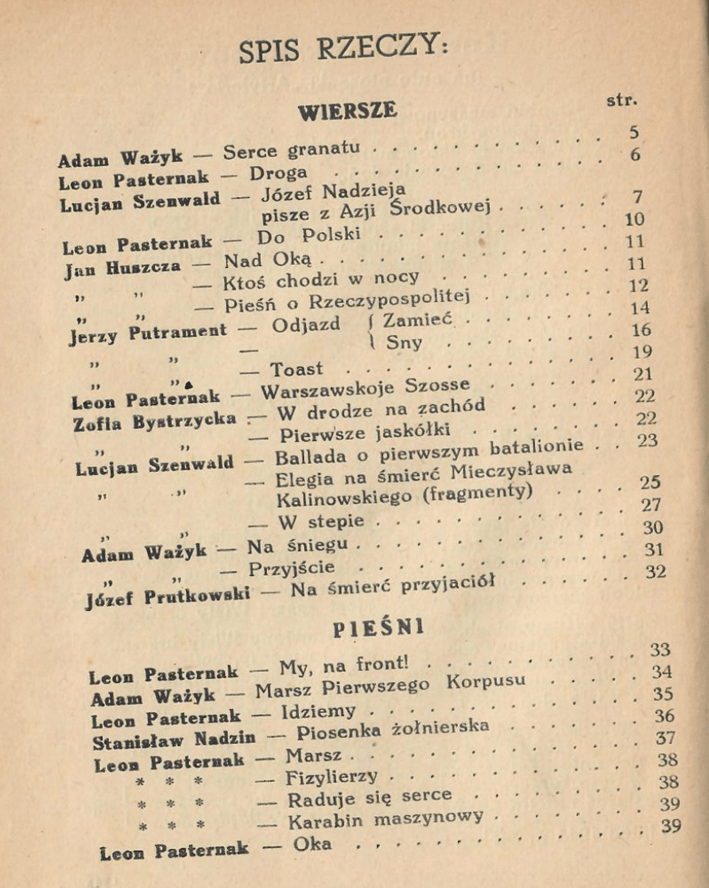 SPIS RZECZY:
WIERSZE str.
Adam Ważyk — Serce granatu . . . . . . . . . . . . 5
Leon Pasternak — Droga . . . . . . . . . . . . . 6
Lucjan Szenwald — Józef Nadzieja
pisze z Azji Środkowej . . . . . 7
Leon Pasternak — Do Polski . . . . . . . . . . . 10
Jan Huszcza — Nad Oką . . . . . . . . . . . . . 11
„ „ — Ktoś chodzi w nocy . . . . . . . . 11
„ „ — Pieśń o Rzeczypospolitej . . . . . . 12
Jerzy Putrament — Odjazd { Zamieć . . . . . . . 14
„ „ — { Sny . . . . . . . . 16
„ „ — Toast . . . . . . . . . . . 19
Leon Pasternak — Warszawskoje Szosse . . . . . . 21
Zofia Bystrzycka — W drodze na zachód . . . . . 22
„ „ — Pierwsze jaskółki . . . . . . . 22
Lucjan Szenwald — Ballada o pierwszym batalionie . . 23
„ „ — Elegia na śmierć Mieczysława
Kalinowskiego (fragmenty) . . . . 25
„ „ — W stepie . . . . . . . . . . . 27
Adam Ważyk — Na śniegu . . . . . . . . . . . . 30
„ „ — Przyjście . . . . . . . . . . . 31
Józef Prutkowski — Na śmierć przyjaciół . . . . . 32
PIEŚNI
Leon Pasternak — My, na front! . . . . . . . . . 33
Adam Ważyk — Marsz Pierwszego Korpusu . . . . . 34
Leon Pasternak — Idziemy . . . . . . . . . . . . 35
Stanisław Nadzin — Piosenka żołnierska . . . . . . 36
Leon Pasternak — Marsz . . . . . . . . . . . . . 37
* * * — Fizylierzy . . . . . . . . . . . 38
* * * — Raduje się serce . . . . . . . . 38
* * * — Karabin maszynowy . . . . . . . 39
Leon Pasternak — Oka . . . . . . . . . . . . . 39